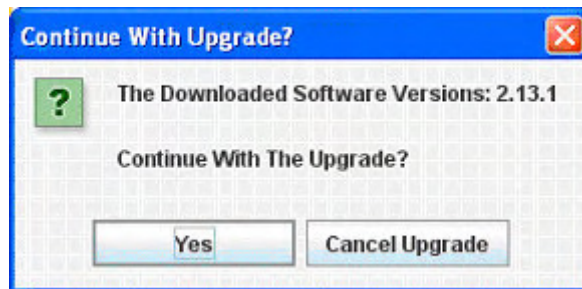 Continue With Upgrade?
?
The Downloaded Software Versions: 2.13.1
Continue With The Upgrade?
Yes
Cancel Upgrade